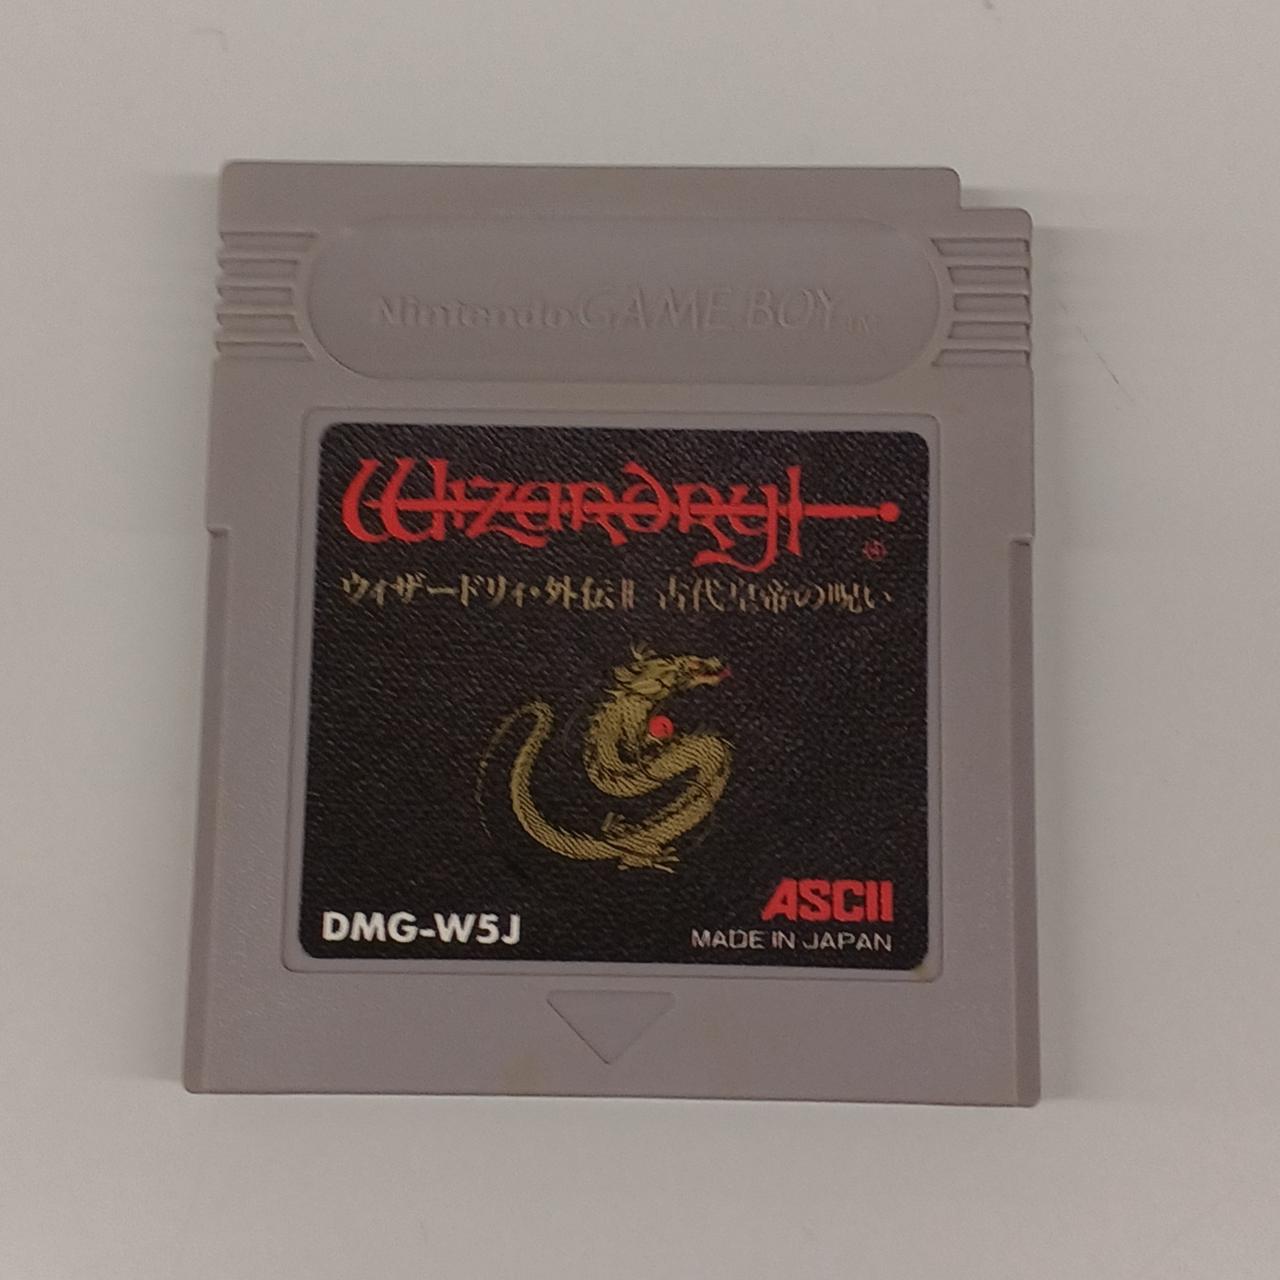 Nintendo GAME BOY TM
Wizardry
®
ウィザードリィ・外伝II 古代皇帝の呪い
ASCII
DMG-W5J
MADE IN JAPAN